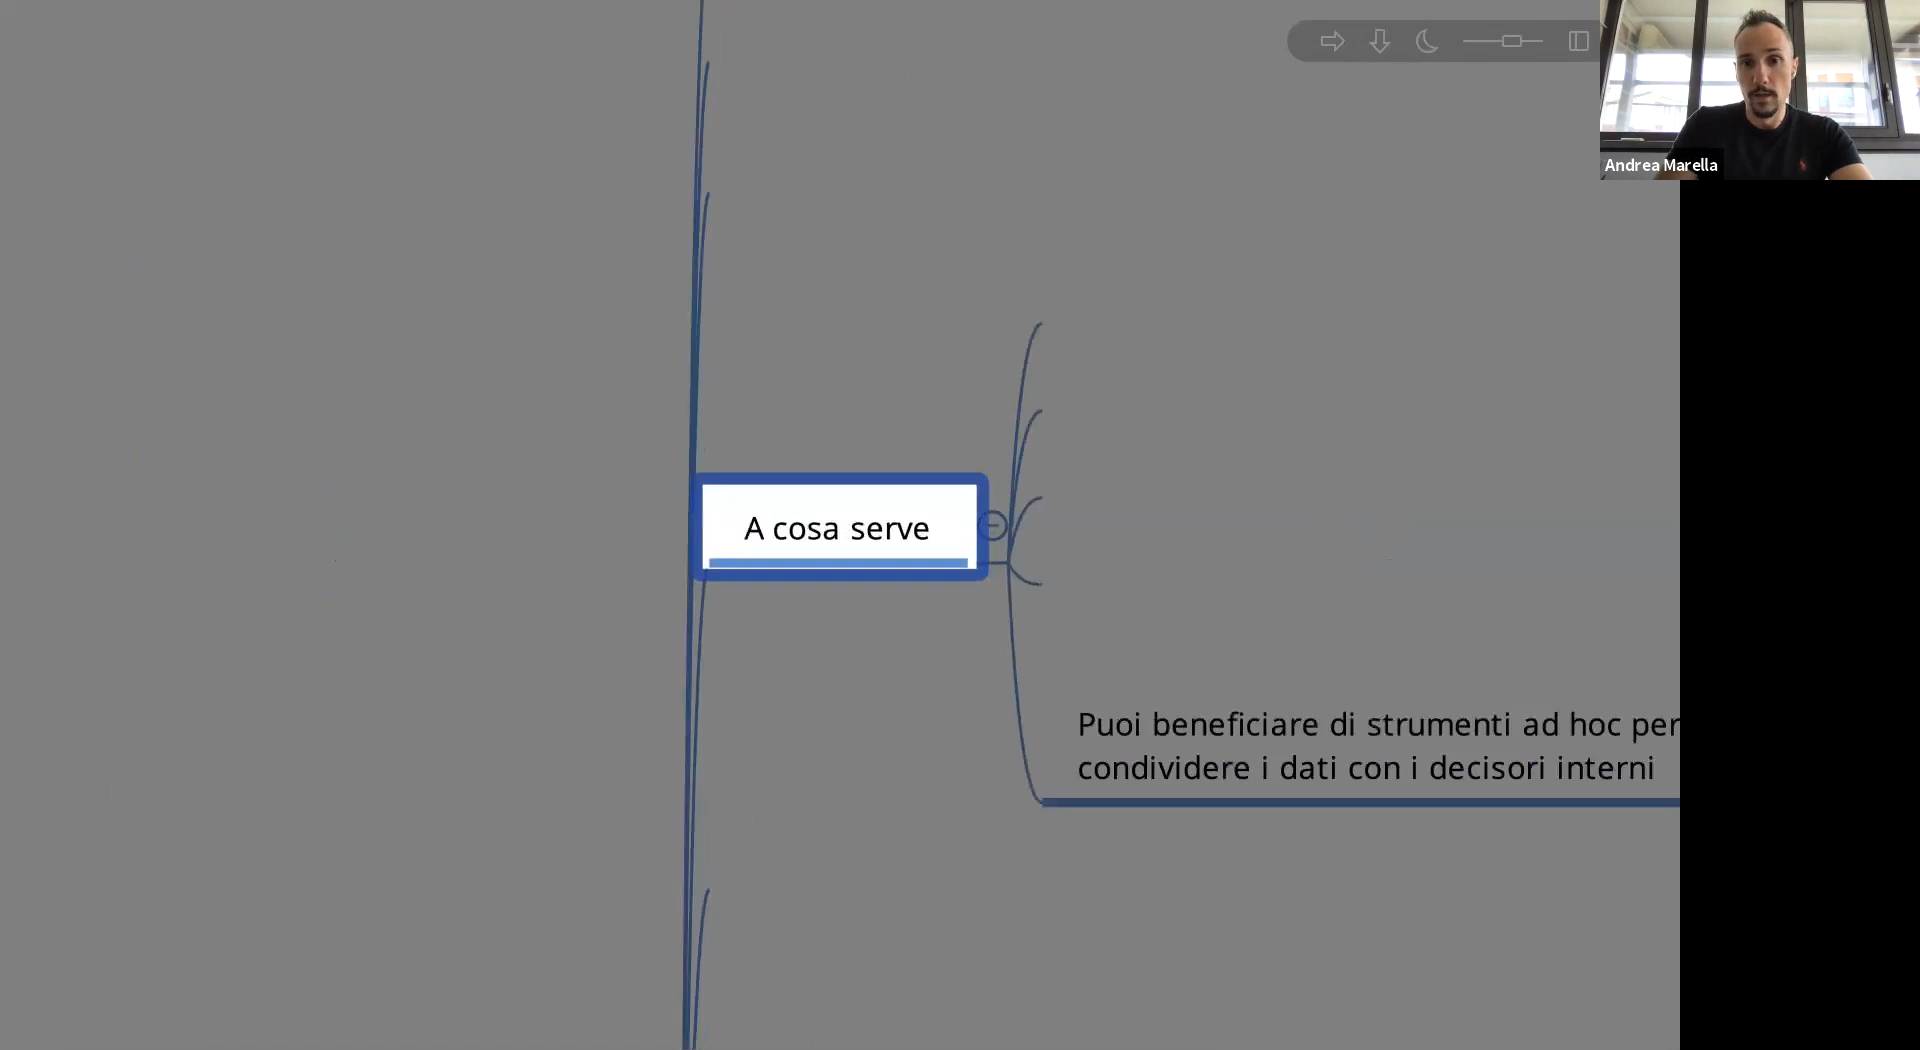 Andrea Marella
A cosa serve
Puoi beneficiare di strumenti ad hoc per
condividere i dati con i decisori interni